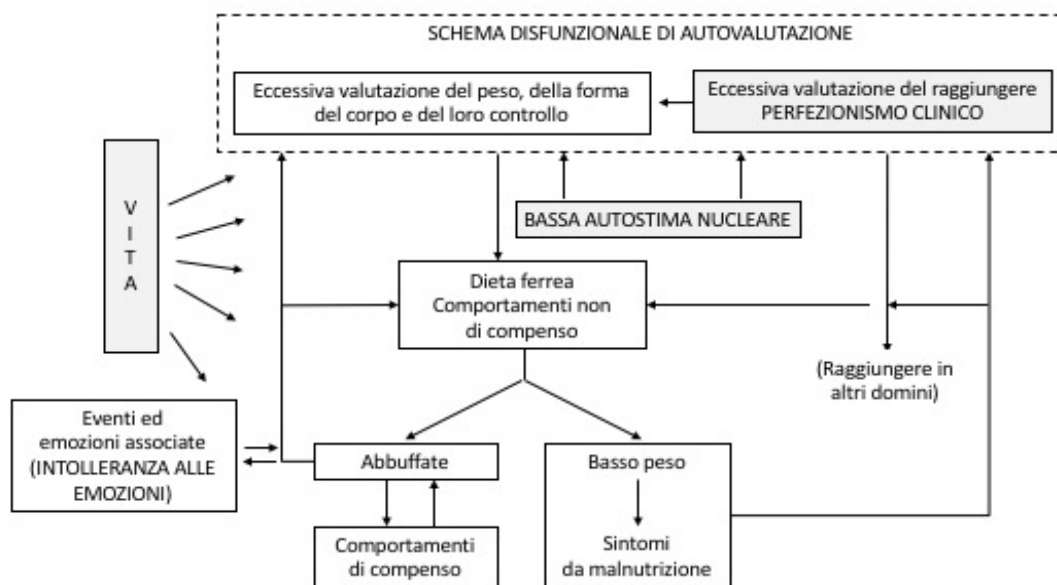 SCHEMA DISFUNZIONALE DI AUTOVALUTAZIONE
Eccessiva valutazione del peso, della forma
del corpo e del loro controllo
Eccessiva valutazione del raggiungere
PERFEZIONISMO CLINICO
V
I
T
A
BASSA AUTOSTIMA NUCLEARE
Dieta ferrea
Comportamenti non
di compenso
(Raggiungere in
altri domini)
Eventi ed
emozioni associate
(INTOLLERANZA ALLE
EMOZIONI)
Abbuffate
Basso peso
Comportamenti
di compenso
Sintomi
da malnutrizione